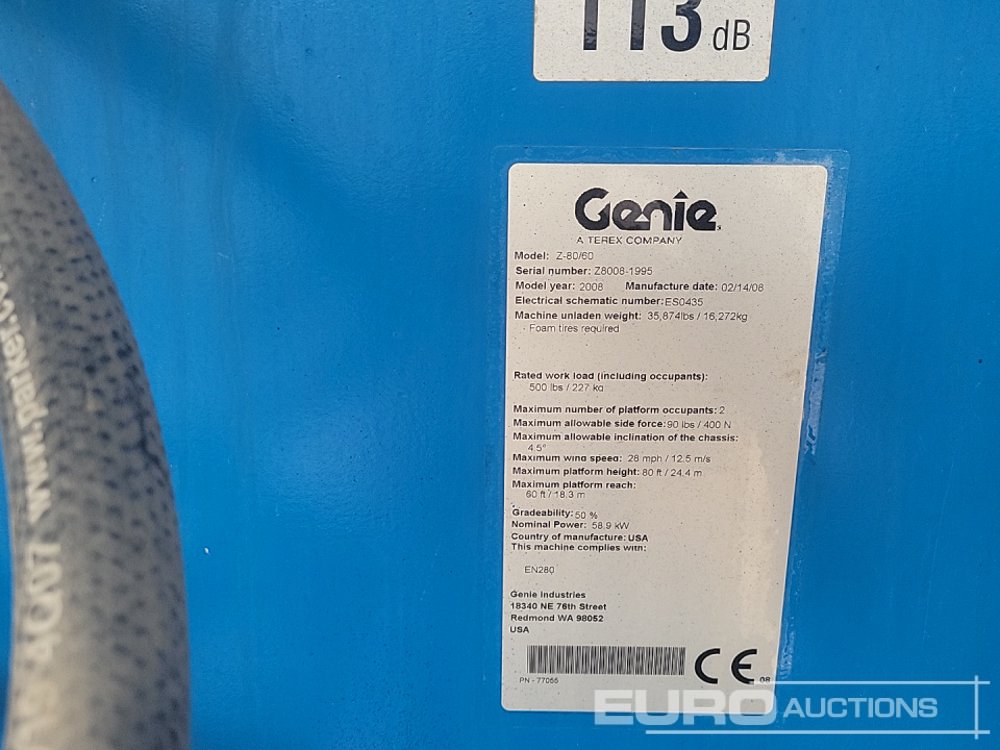 113 dB
Genie
A TEREX COMPANY
Model: Z-80/60
Serial number: Z8008-1995
Model year: 2008 Manufacture date: 02/14/08
Electrical schematic number: ES0435
Machine unladen weight: 35,874lbs / 16,272kg
Foam tires required
Rated work load (including occupants):
500 lbs / 227 kg
Maximum number of platform occupants: 2
Maximum allowable side force: 90 lbs / 400 N
Maximum allowable inclination of the chassis:
4.5°
Maximum wind speed: 28 mph / 12.5 m/s
Maximum platform height: 80 ft / 24.4 m
Maximum platform reach:
60 ft / 18.3 m
Gradeability: 50 %
Nominal Power: 58.9 kW
Country of manufacture: USA
This machine complies with:
EN280
Genie Industries
18340 NE 76th Street
Redmond WA 98052
USA
PN - 77055
CE 08
AQ07 www.parker.
EURO AUCTIONS